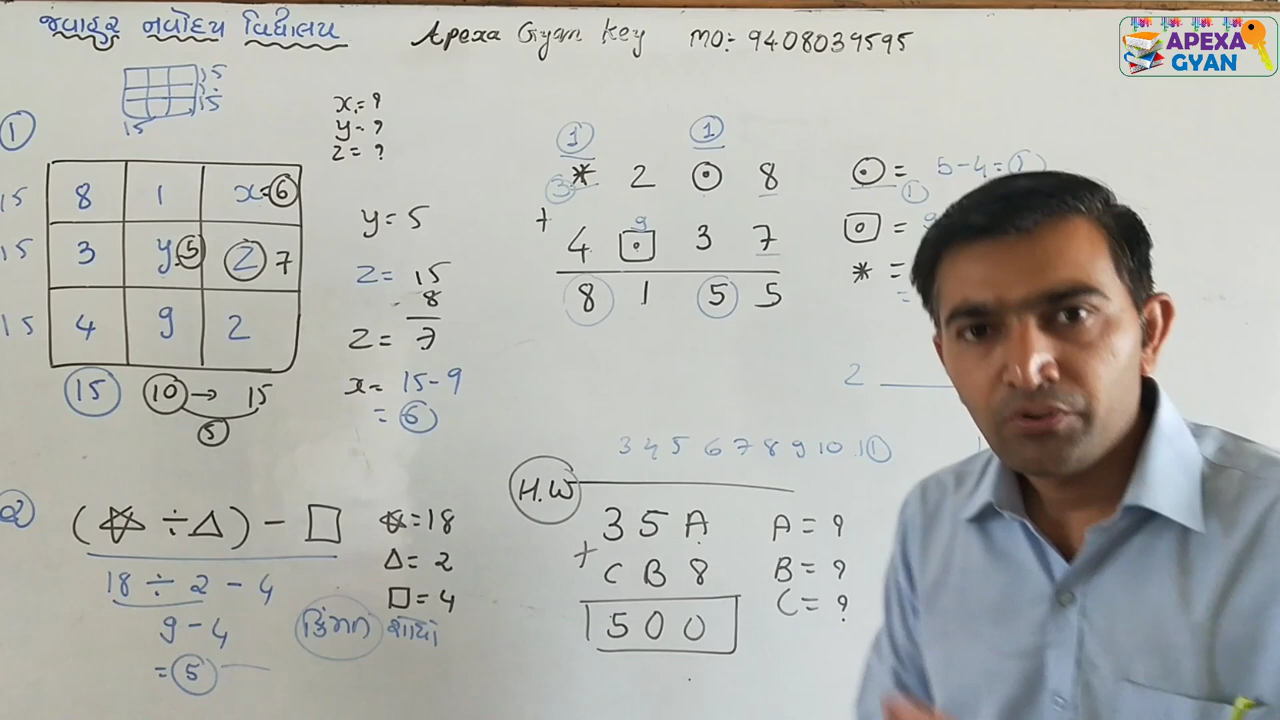 જવાહર નવોદય વિદ્યાલય
Apexa Gyan Key MO: 9408039595
APEXA
GYAN
15
15
15
x = ?
y = ?
z = ?
①
15 8 1 x= 6
15 3 y 5 z 7
15 4 9 2
15 10 → 15
5
y = 5
z = 15
- 8
z = 7
x = 15-9
= 6
1 1
3 * 2 ⊙ 8
9
+ 4 ⊡ 3 7
8 1 5 5
⊙ = 5-4=1
1
⊡ =
* =
=
2
3 4 5 6 7 8 9 10 11
૨
(☆ ÷ △) - □
18 ÷ 2 - 4
9 - 4
= 5
☆ = 18
△ = 2
□ = 4
કિંમત શોધો
H.W
3 5 A
+ C B 8
5 0 0
A = ?
B = ?
C = ?